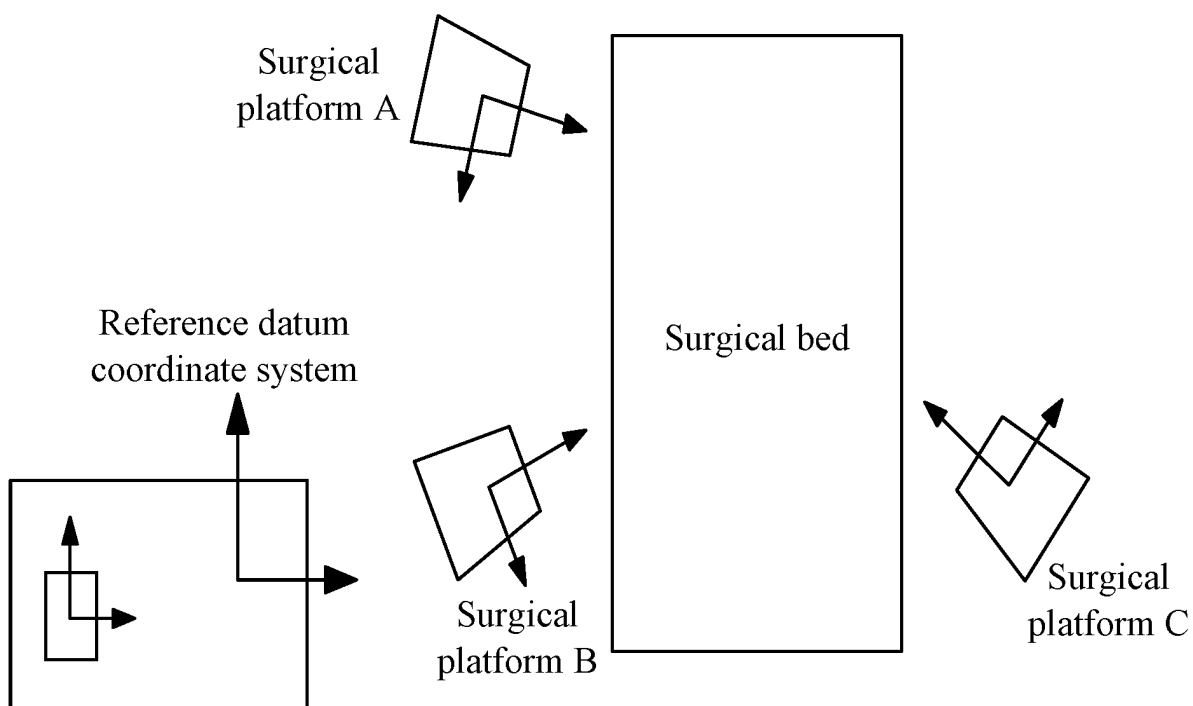 Surgical
platform A
Reference datum
coordinate system
Surgical bed
Surgical
platform B
Surgical
platform C